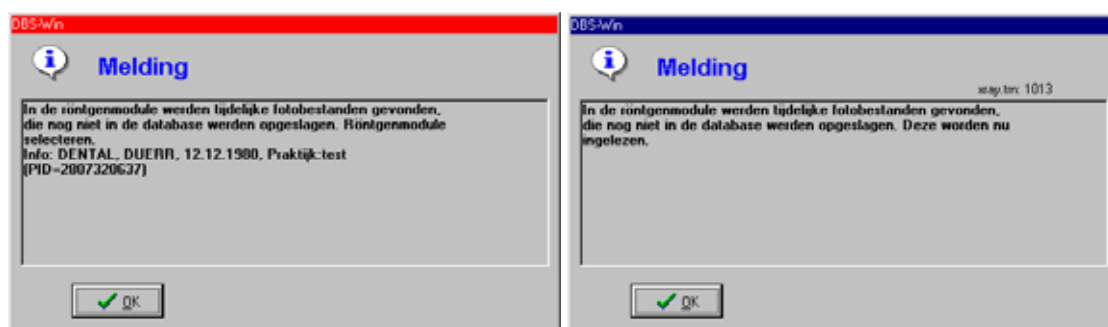 DBS-Win
Melding
In de röntgenmodule werden tijdelijke fotobestanden gevonden,
die nog niet in de database werden opgeslagen. Röntgenmodule
selecteren.
Info: DENTAL, DUERR, 12.12.1980, Praktijk:test
(PID=2807320637)
OK
DBS-Win
Melding
xray.tm: 1013
In de röntgenmodule werden tijdelijke fotobestanden gevonden,
die nog niet in de database werden opgeslagen. Deze worden nu
ingelezen.
OK